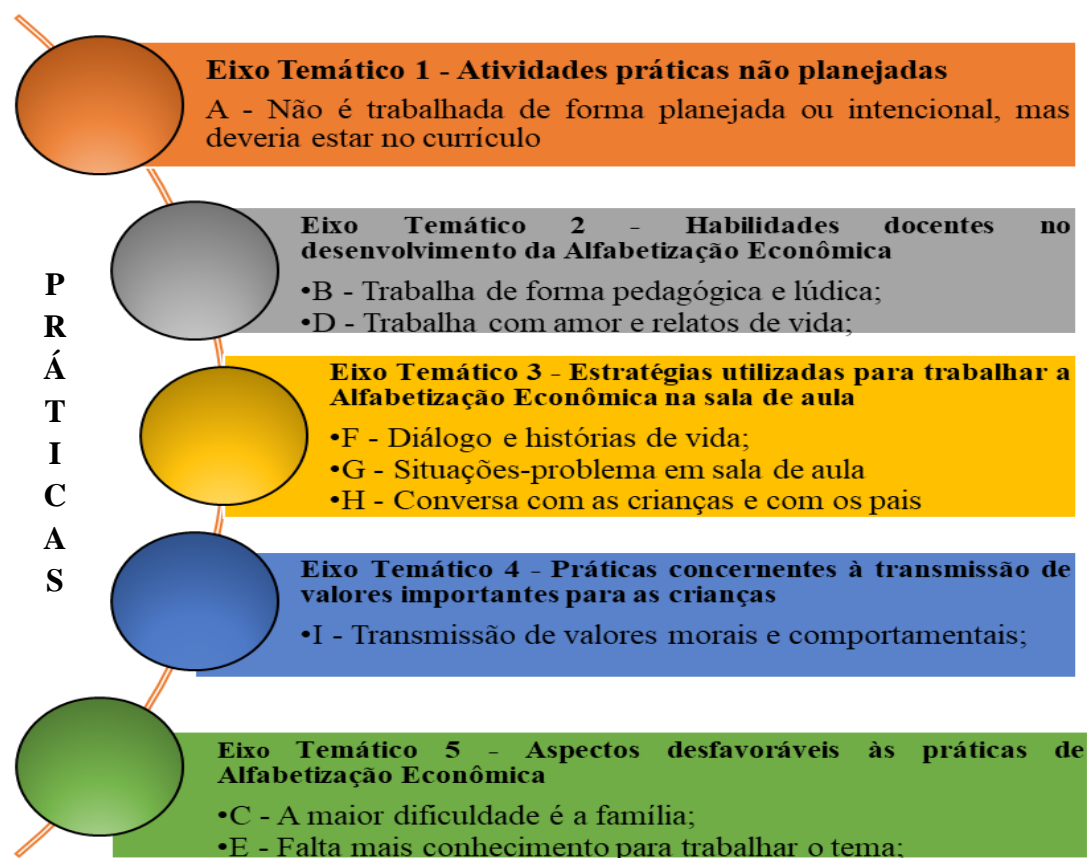 PRÁTICAS
Eixo Temático 1 - Atividades práticas não planejadas
A - Não é trabalhada de forma planejada ou intencional, mas
deveria estar no currículo
Eixo Temático 2 - Habilidades docentes no
desenvolvimento da Alfabetização Econômica
•B - Trabalha de forma pedagógica e lúdica;
•D - Trabalha com amor e relatos de vida;
Eixo Temático 3 - Estratégias utilizadas para trabalhar a
Alfabetização Econômica na sala de aula
•F - Diálogo e histórias de vida;
•G - Situações-problema em sala de aula
•H - Conversa com as crianças e com os pais
Eixo Temático 4 - Práticas concernentes à transmissão de
valores importantes para as crianças
•I - Transmissão de valores morais e comportamentais;
Eixo Temático 5 - Aspectos desfavoráveis às práticas de
Alfabetização Econômica
•C - A maior dificuldade é a família;
•E - Falta mais conhecimento para trabalhar o tema;